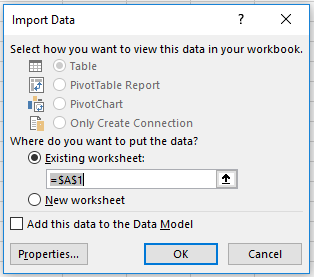 Import Data
? ×
Select how you want to view this data in your workbook.
Table
PivotTable Report
PivotChart
Only Create Connection
Where do you want to put the data?
Existing worksheet:
=$A$1
New worksheet
Add this data to the Data Model
Properties... OK Cancel